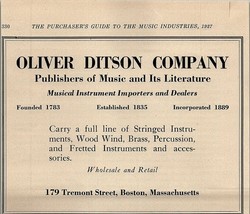 336 THE PURCHASER'S GUIDE TO THE MUSIC INDUSTRIES, 1937
OLIVER DITSON COMPANY
Publishers of Music and Its Literature
Musical Instrument Importers and Dealers
Founded 1783 Established 1835 Incorporated 1889
Carry a full line of Stringed Instru-
ments, Wood Wind, Brass, Percussion,
and Fretted Instruments and acces-
sories.
Wholesale and Retail
179 Tremont Street, Boston, Massachusetts